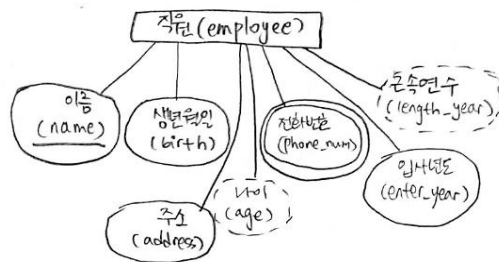 직원(employee)
이름
(name)
생년월일
(birth)
주소
(address)
나이
(age)
전화번호
(phone_num)
입사년도
(enter_year)
근속연수
(length_year)